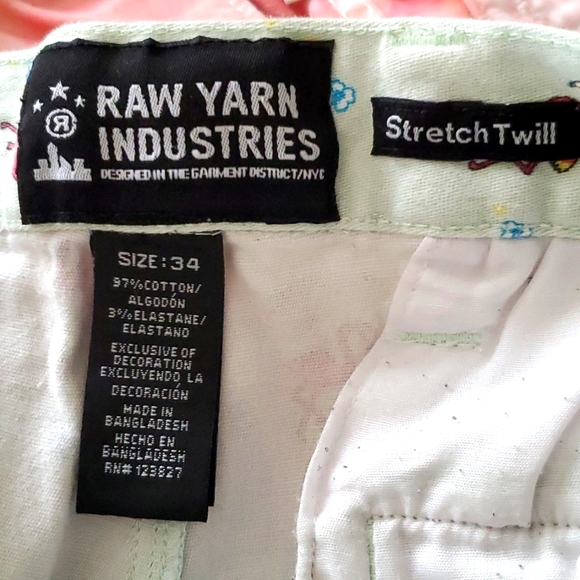 RAW YARN
INDUSTRIES
DESIGNED IN THE GARMENT DISTRICT/NYC
R
Stretch Twill
SIZE:34
97%COTTON/
ALGODÓN
3%ELASTANE/
ELASTANO
EXCLUSIVE OF
DECORATION
EXCLUYENDO LA
DECORACIÓN
MADE IN
BANGLADESH
HECHO EN
BANGLADESH
RN# 123827